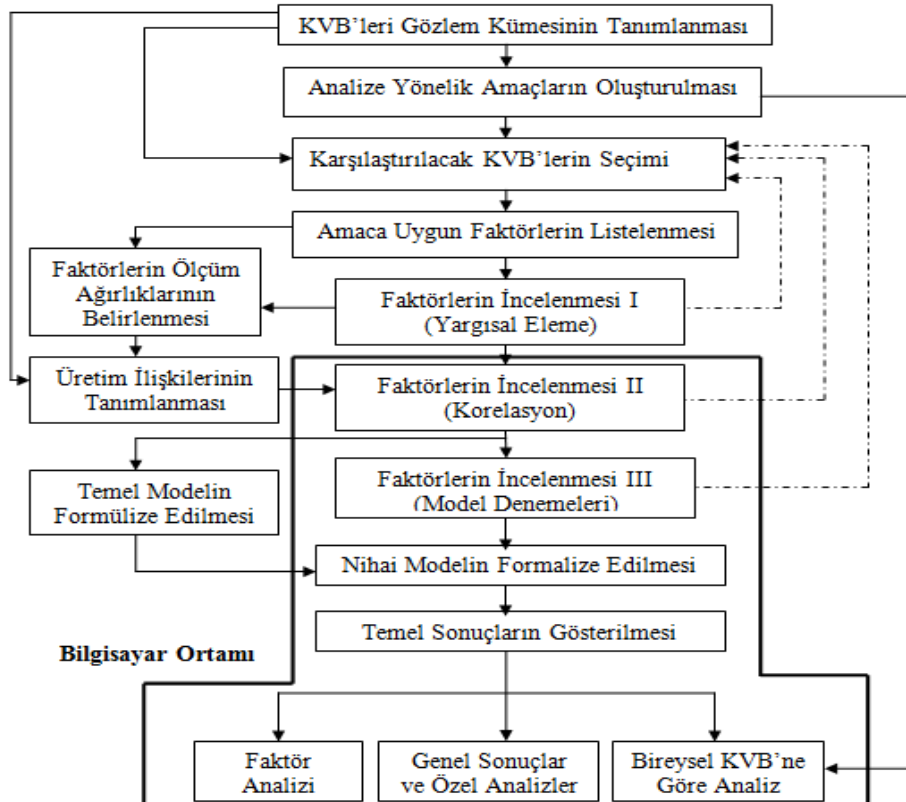 KVB'leri Gözlem Kümesinin Tanımlanması
Analize Yönelik Amaçların Oluşturulması
Karşılaştırılacak KVB'lerin Seçimi
Amaca Uygun Faktörlerin Listelenmesi
Faktörlerin Ölçüm
Ağırlıklarının
Belirlenmesi
Faktörlerin İncelenmesi I
(Yargısal Eleme)
Üretim İlişkilerinin
Tanımlanması
Faktörlerin İncelenmesi II
(Korelasyon)
Temel Modelin
Formülize Edilmesi
Faktörlerin İncelenmesi III
(Model Denemeleri)
Nihai Modelin Formalize Edilmesi
Temel Sonuçların Gösterilmesi
Bilgisayar Ortamı
Faktör
Analizi
Genel Sonuçlar
ve Özel Analizler
Bireysel KVB'ne
Göre Analiz